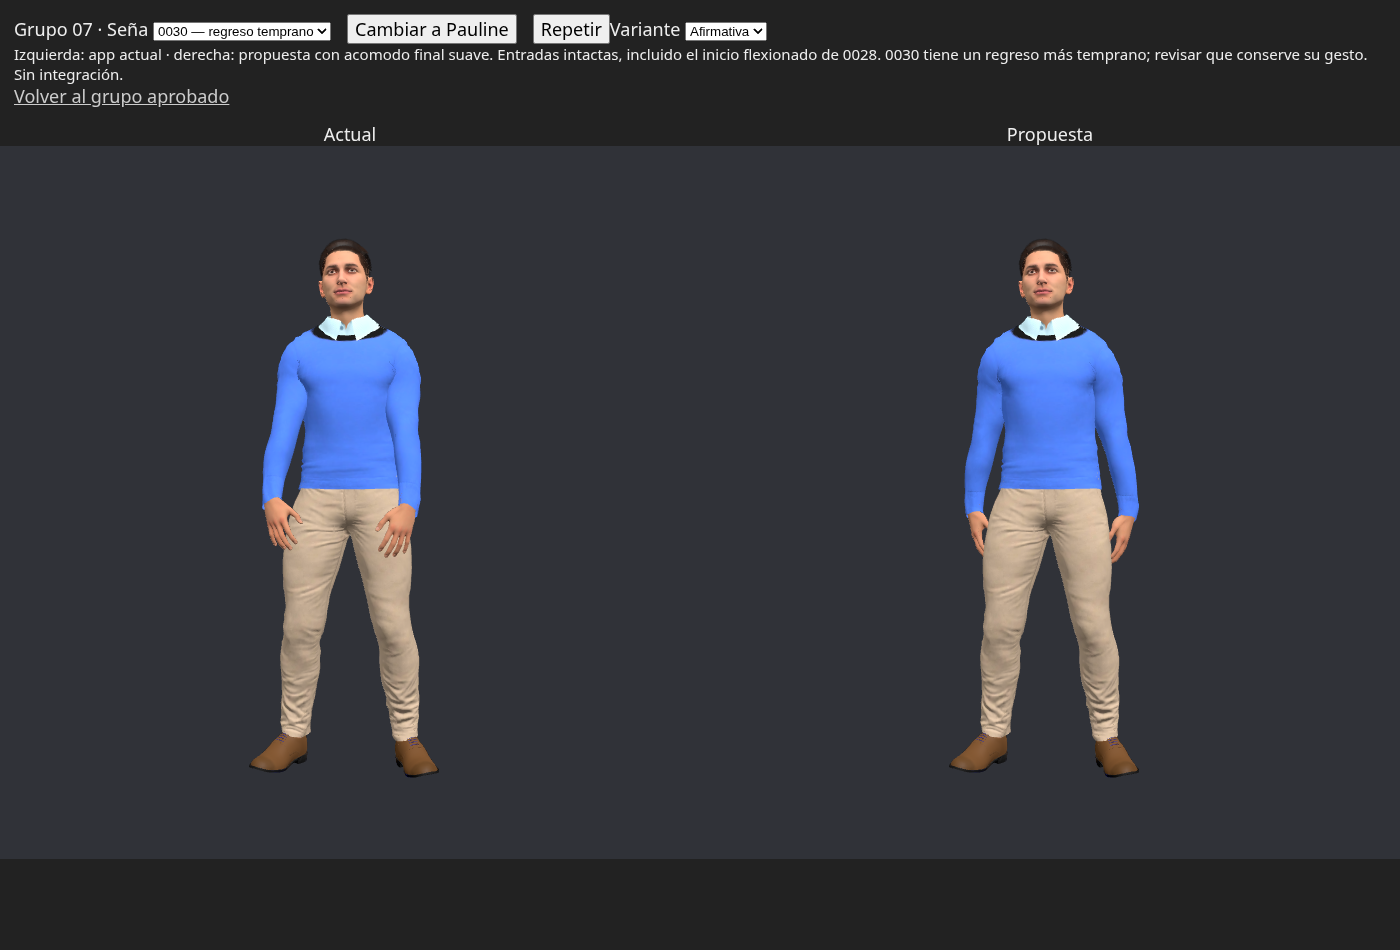 Grupo 07 · Seña 0030 — regreso temprano Cambiar a Pauline Repetir Variante Afirmativa
Izquierda: app actual · derecha: propuesta con acomodo final suave. Entradas intactas, incluido el inicio flexionado de 0028. 0030 tiene un regreso más temprano; revisar que conserve su gesto.
Sin integración.
Volver al grupo aprobado
Actual Propuesta